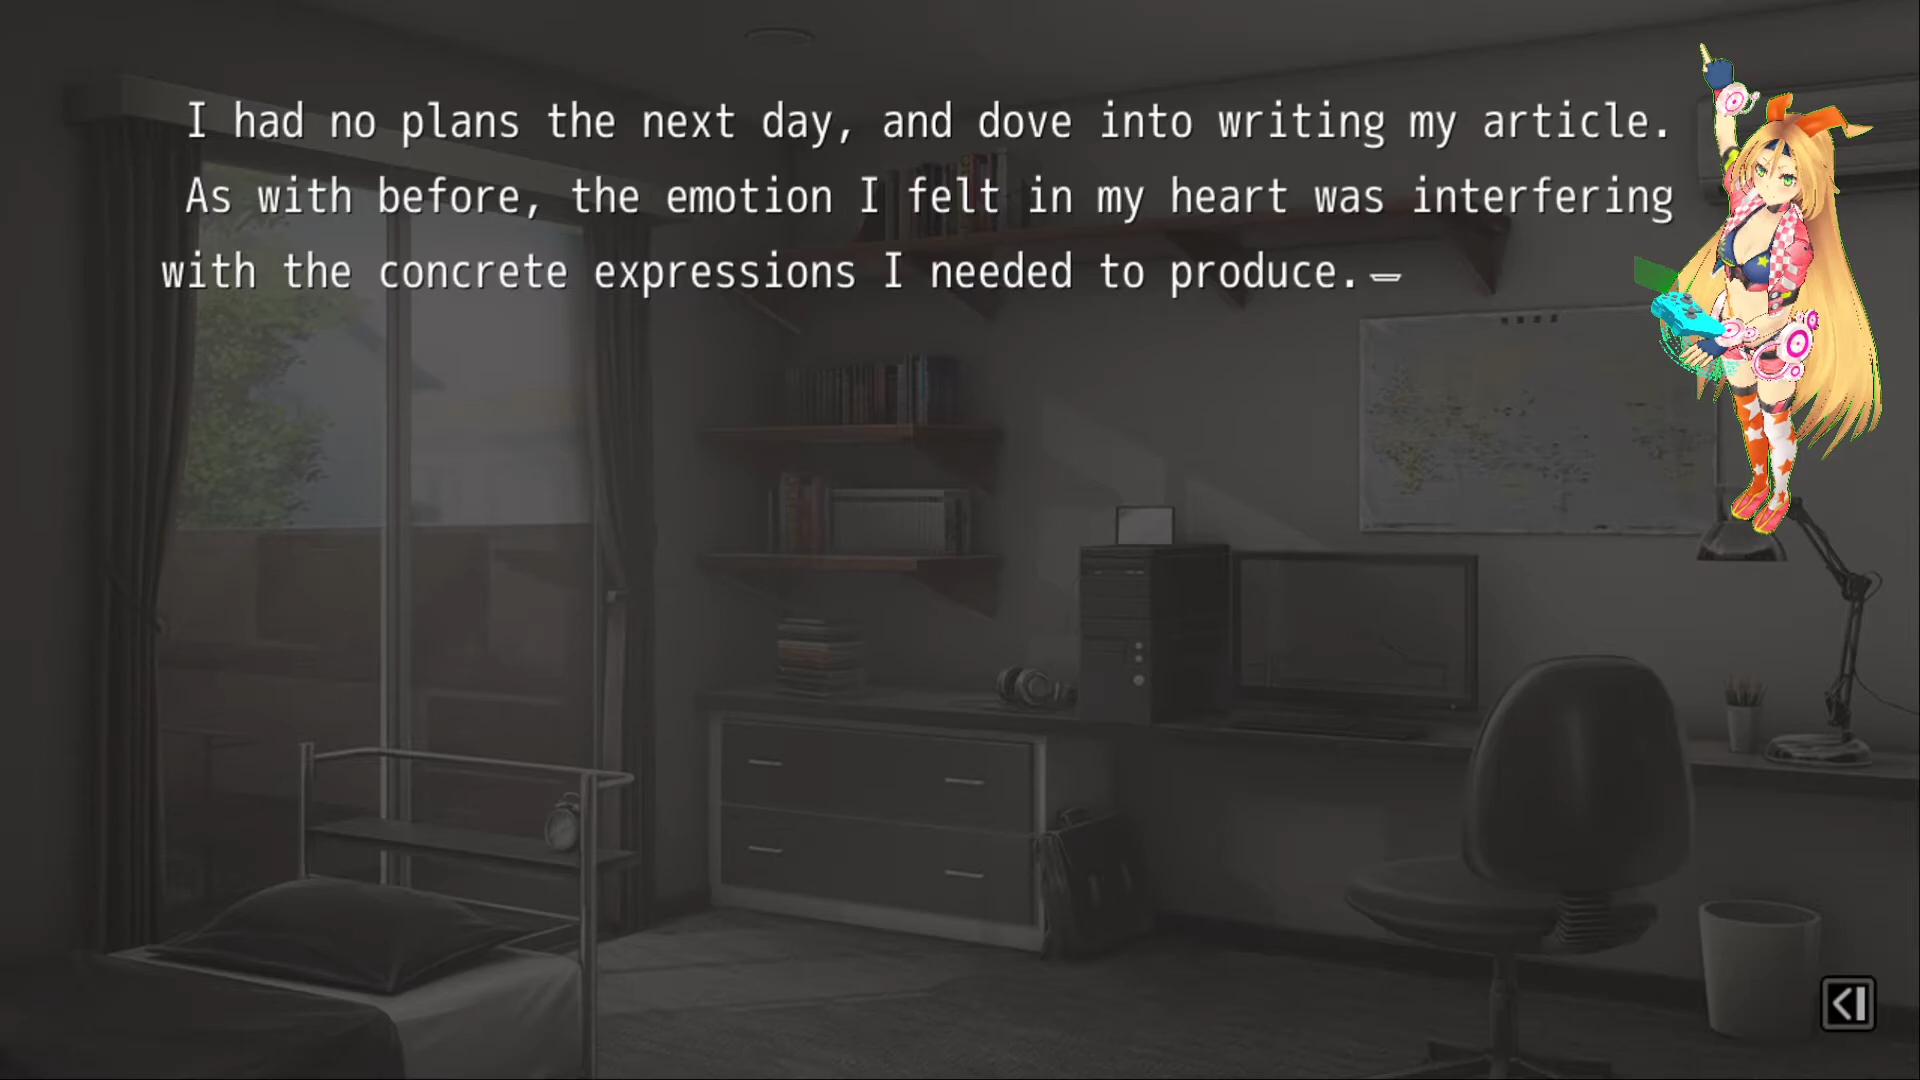 I had no plans the next day, and dove into writing my article.
As with before, the emotion I felt in my heart was interfering
with the concrete expressions I needed to produce.